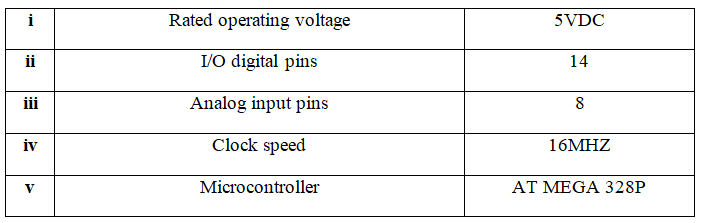 i Rated operating voltage 5VDC
ii I/O digital pins 14
iii Analog input pins 8
iv Clock speed 16MHZ
v Microcontroller AT MEGA 328P